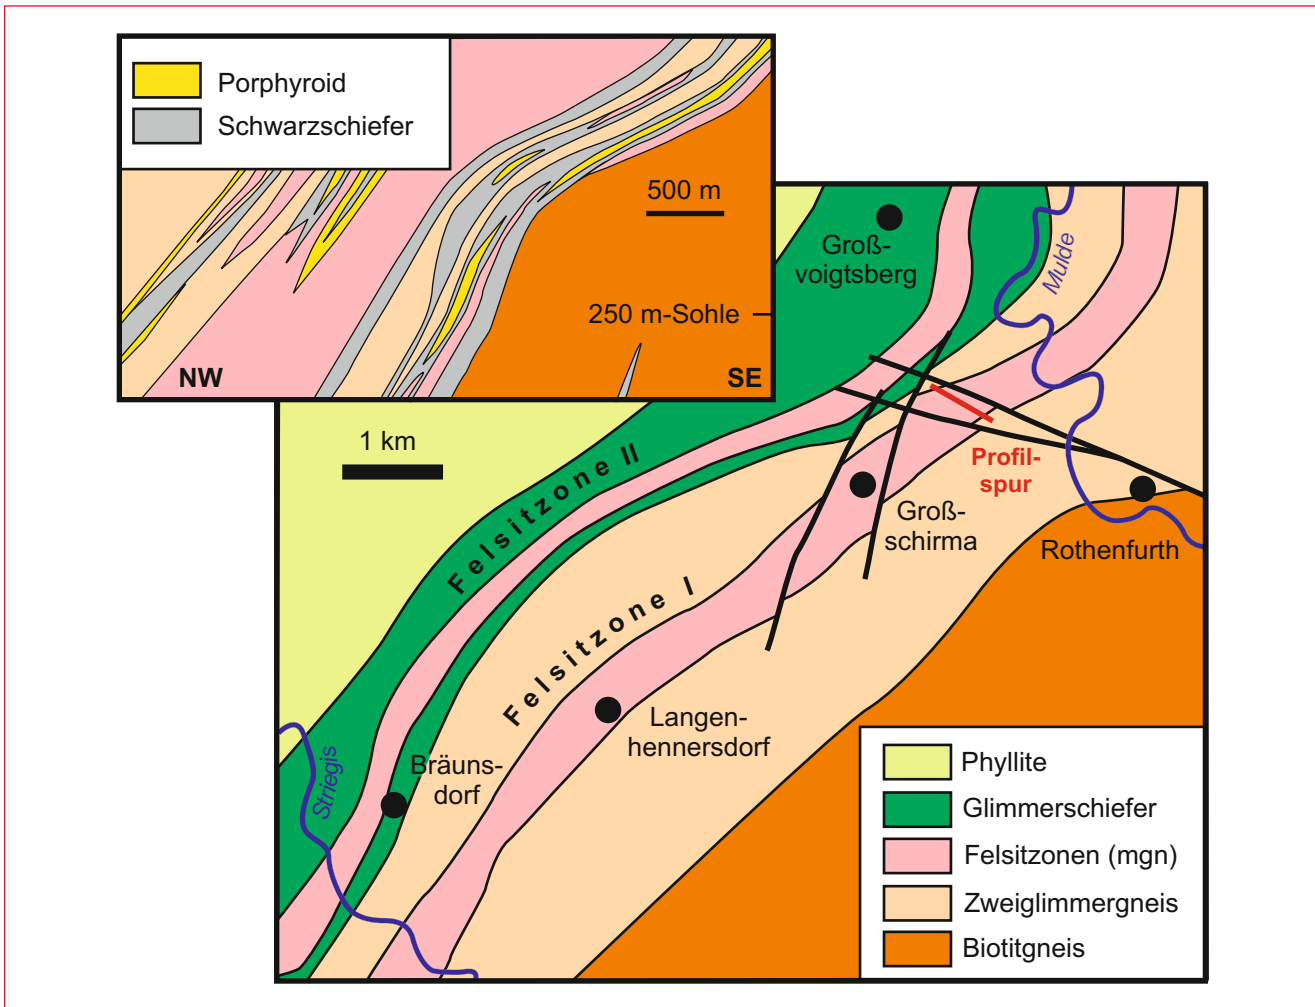 Porphyroid
Schwarzschiefer
500 m
250 m-Sohle
NW
SE
Groß-
voigtsberg
Mulde
1 km
Felsitzone II
Profil-
spur
Groß-
schirma
Rothenfurth
Felsitzone I
Langen-
hennersdorf
Bräuns-
dorf
Striegis
Phyllite
Glimmerschiefer
Felsitzonen (mgn)
Zweiglimmergneis
Biotitgneis